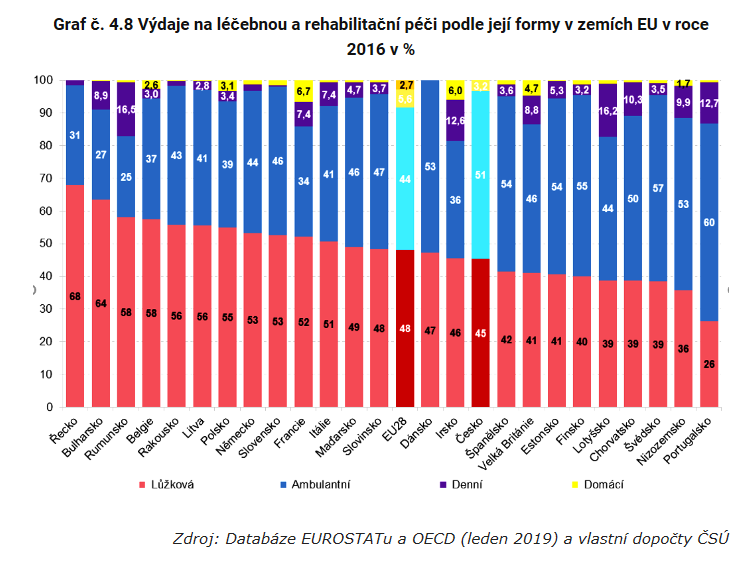 Graf č. 4.8 Výdaje na léčebnou a rehabilitační péči podle její formy v zemích EU v roce
2016 v %
100
90
80
70
60
50
40
30
20
10
0
31 8,9 16,5 2,6 3,0 2,8 3,1 3,4 6,7 7,4 7,4 4,7 3,7 2,7 5,5 6,0 12,6 3,2 3,6 4,7 8,8 5,3 3,2 16,2 10,3 3,5 1,7 9,9 12,7
27 25 37 43 41 39 44 46 34 41 46 47 44 53 36 51 54 46 54 55 44 50 57 53 60
68 64 58 58 56 56 55 53 53 52 51 49 48 48 47 46 45 42 41 41 40 39 39 39 36 26
Řecko
Bulharsko
Rumunsko
Belgie
Rakousko
Litva
Polsko
Německo
Slovensko
Francie
Itálie
Maďarsko
Slovinsko
EU28
Dánsko
Irsko
Česko
Španělsko
Velká Británie
Estonsko
Finsko
Lotyšsko
Chorvatsko
Švédsko
Nizozemsko
Portugalsko
Lůžková Ambulantní Denní Domácí
Zdroj: Databáze EUROSTATu a OECD (leden 2019) a vlastní dopočty ČSÚ